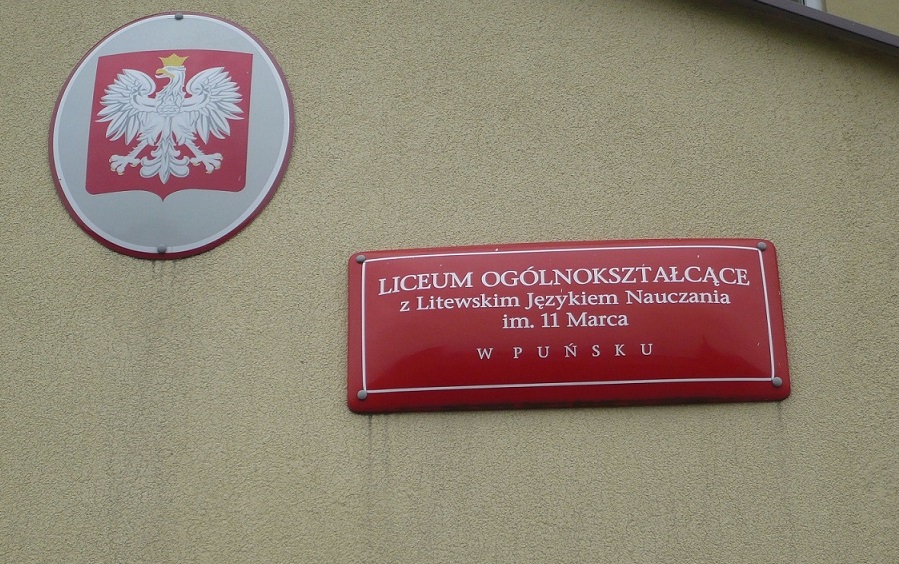 LICEUM OGÓLNOKSZTAŁCĄCE
z Litewskim Językiem Nauczania
im. 11 Marca
W PUŃSKU